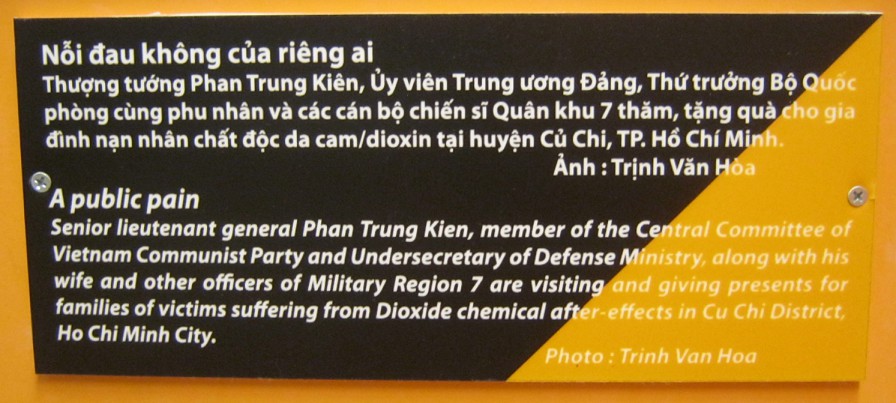 Nỗi đau không của riêng ai
Thượng tướng Phan Trung Kiên, Ủy viên Trung ương Đảng, Thứ trưởng Bộ Quốc
phòng cùng phu nhân và các cán bộ chiến sĩ Quân khu 7 thăm, tặng quà cho gia
đình nạn nhân chất độc da cam/dioxin tại huyện Củ Chi, TP. Hồ Chí Minh.
Ảnh : Trịnh Văn Hòa
A public pain
Senior lieutenant general Phan Trung Kien, member of the Central Committee of
Vietnam Communist Party and Undersecretary of Defense Ministry, along with his
wife and other officers of Military Region 7 are visiting and giving presents for
families of victims suffering from Dioxide chemical after-effects in Cu Chi District,
Ho Chi Minh City.
Photo : Trinh Van Hoa